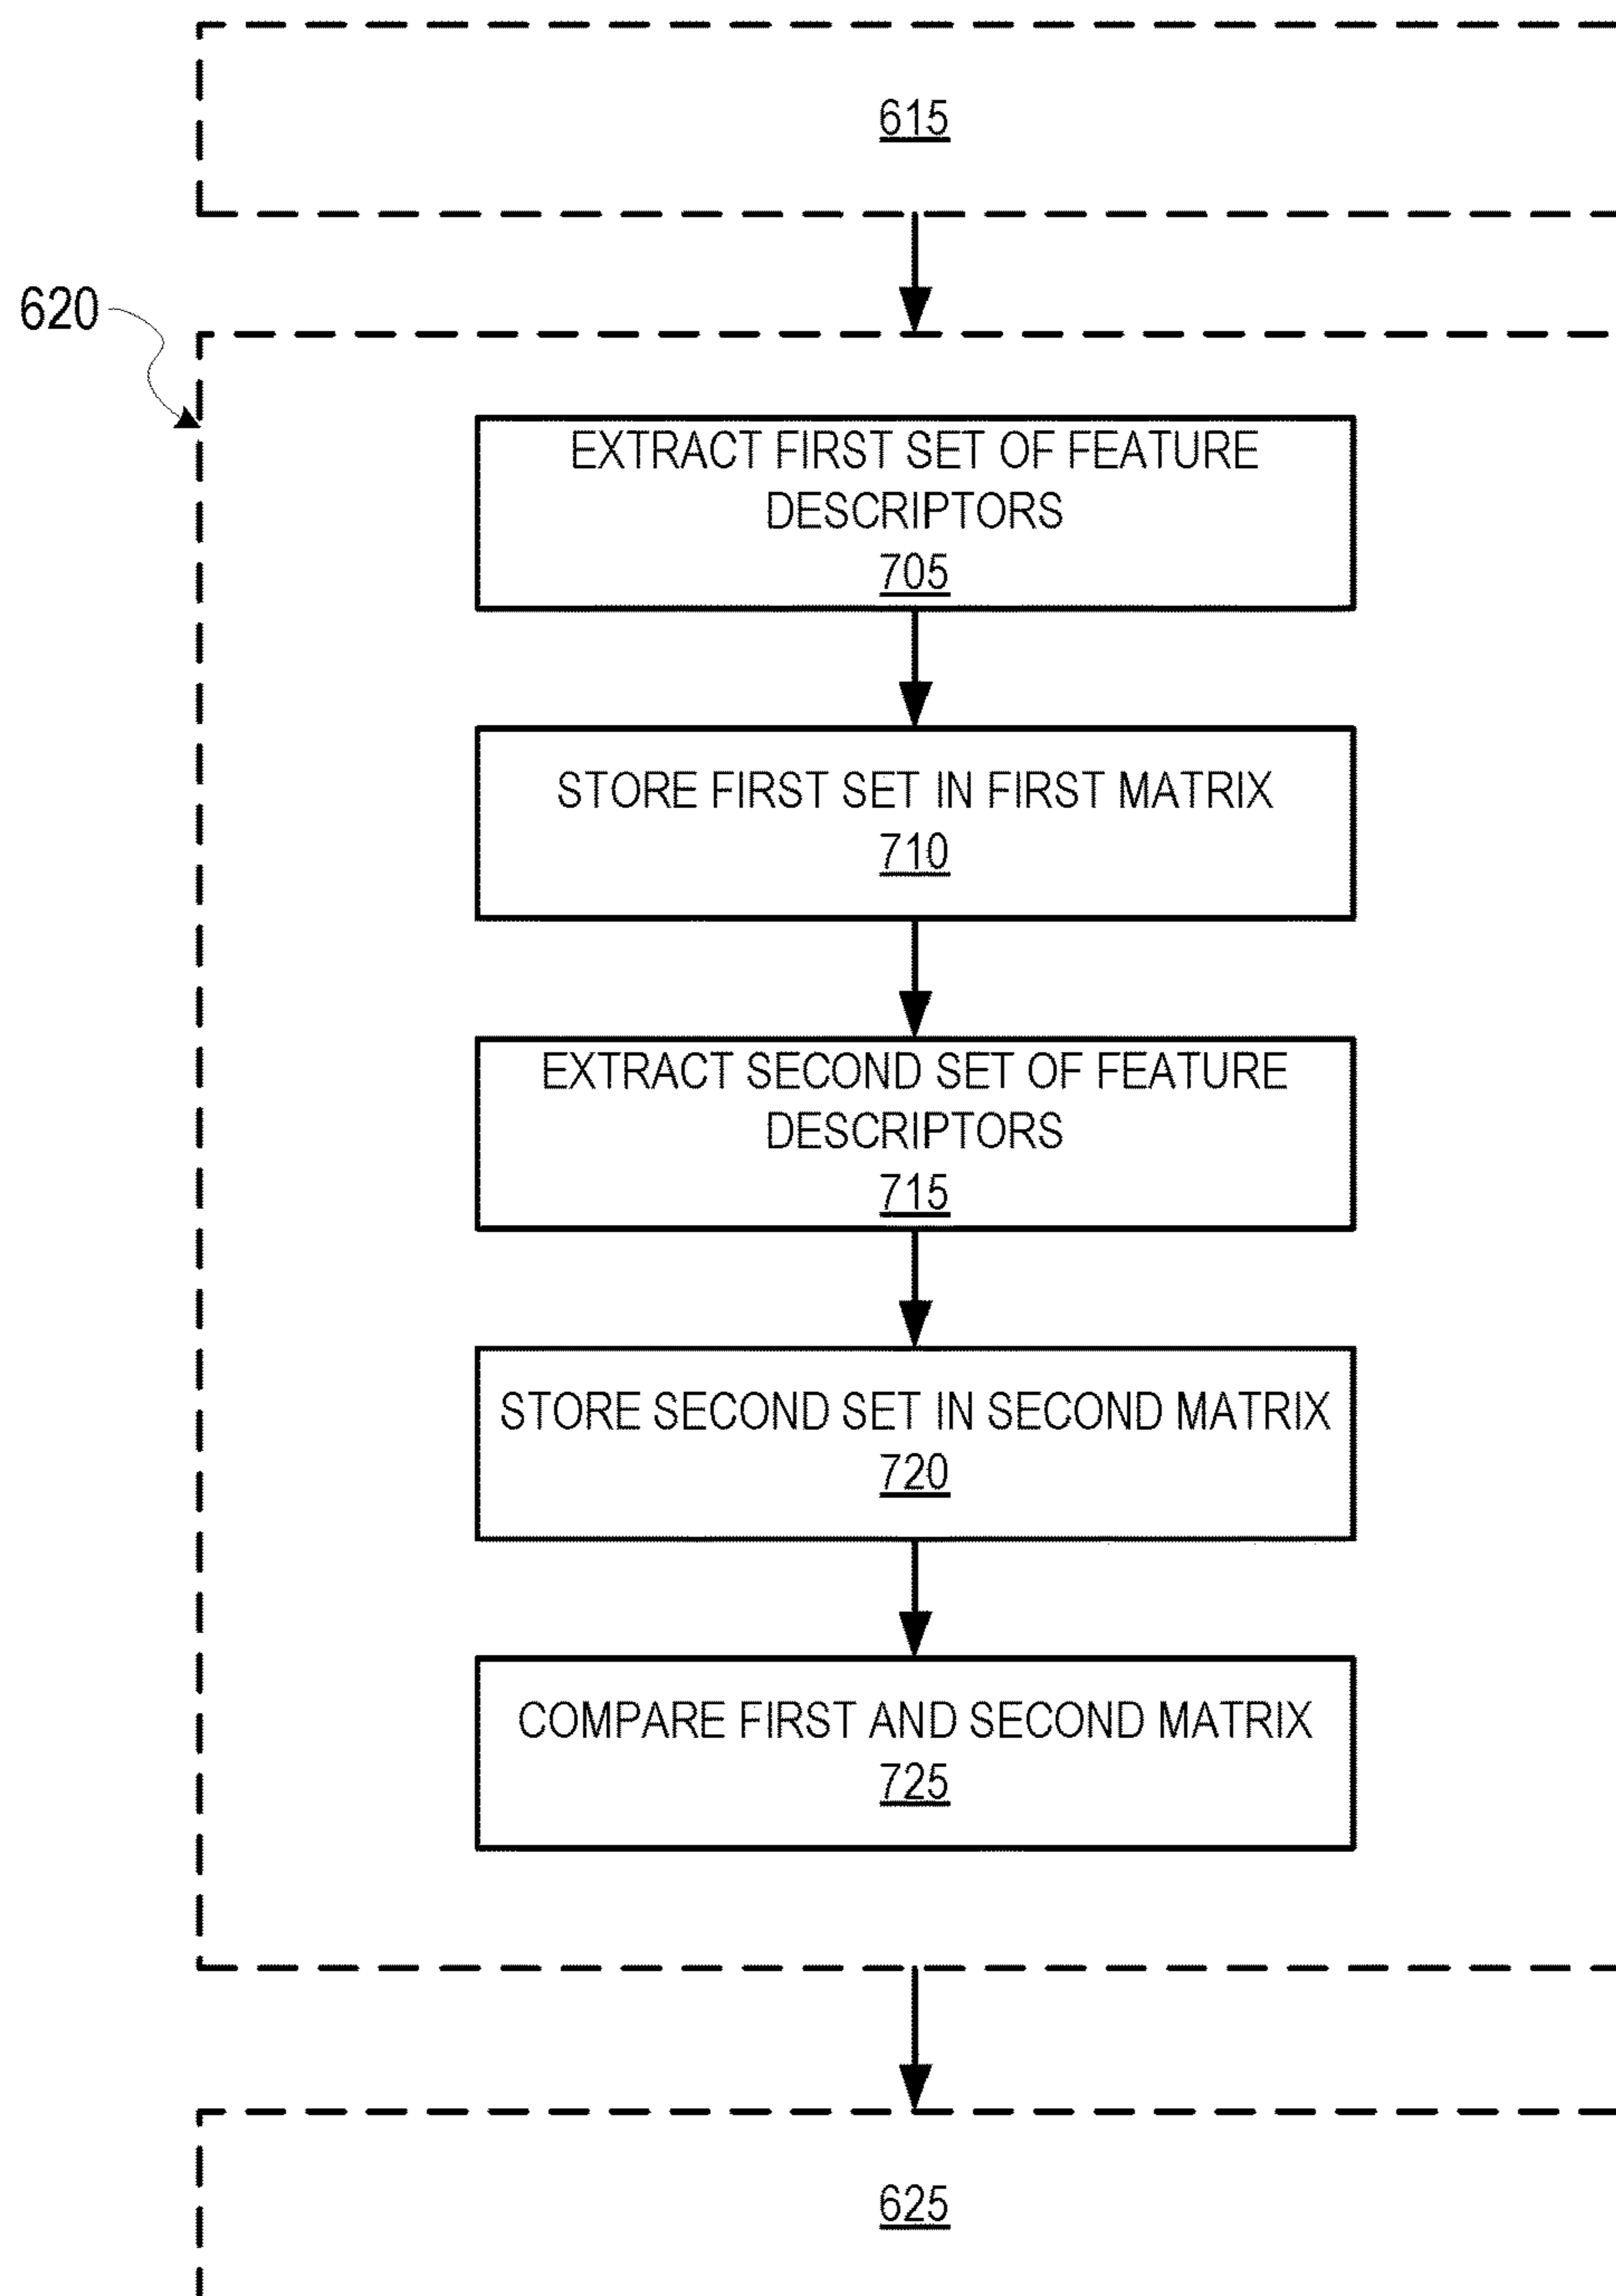 615
620
EXTRACT FIRST SET OF FEATURE
DESCRIPTORS
705
STORE FIRST SET IN FIRST MATRIX
710
EXTRACT SECOND SET OF FEATURE
DESCRIPTORS
715
STORE SECOND SET IN SECOND MATRIX
720
COMPARE FIRST AND SECOND MATRIX
725
625